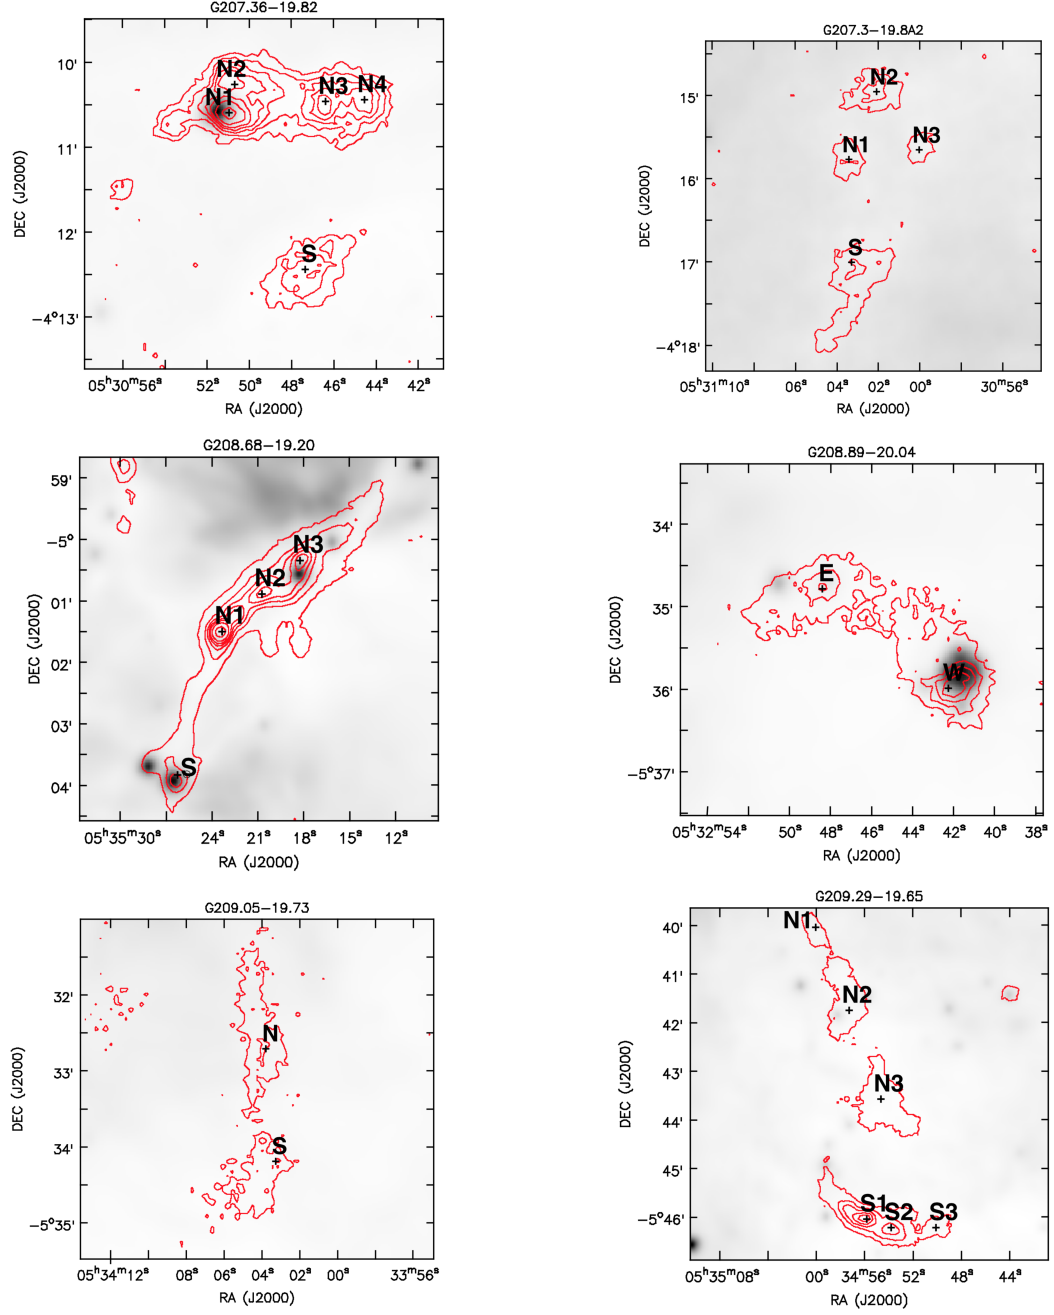 G207.36−19.82
10'
11'
12'
−4°13'
DEC (J2000)
N2
N1
N3
N4
S
05ʰ30ᵐ56ˢ 52ˢ 50ˢ 48ˢ 46ˢ 44ˢ 42ˢ
RA (J2000)
G207.3−19.8A2
15'
16'
17'
−4°18'
DEC (J2000)
N2
N1
N3
S
05ʰ31ᵐ10ˢ 06ˢ 04ˢ 02ˢ 00ˢ 30ᵐ56ˢ
RA (J2000)
G208.68−19.20
59'
−5°
01'
02'
03'
04'
DEC (J2000)
N3
N2
N1
S
05ʰ35ᵐ30ˢ 24ˢ 21ˢ 18ˢ 15ˢ 12ˢ
RA (J2000)
G208.89−20.04
34'
35'
36'
−5°37'
DEC (J2000)
E
W
05ʰ32ᵐ54ˢ 50ˢ 48ˢ 46ˢ 44ˢ 42ˢ 40ˢ 38ˢ
RA (J2000)
G209.05−19.73
32'
33'
34'
−5°35'
DEC (J2000)
N
S
05ʰ34ᵐ12ˢ 08ˢ 06ˢ 04ˢ 02ˢ 00ˢ 33ᵐ56ˢ
RA (J2000)
G209.29−19.65
40'
41'
42'
43'
44'
45'
−5°46'
DEC (J2000)
N1
N2
N3
S1
S2
S3
05ʰ35ᵐ08ˢ 00ˢ 34ᵐ56ˢ 52ˢ 48ˢ 44ˢ
RA (J2000)